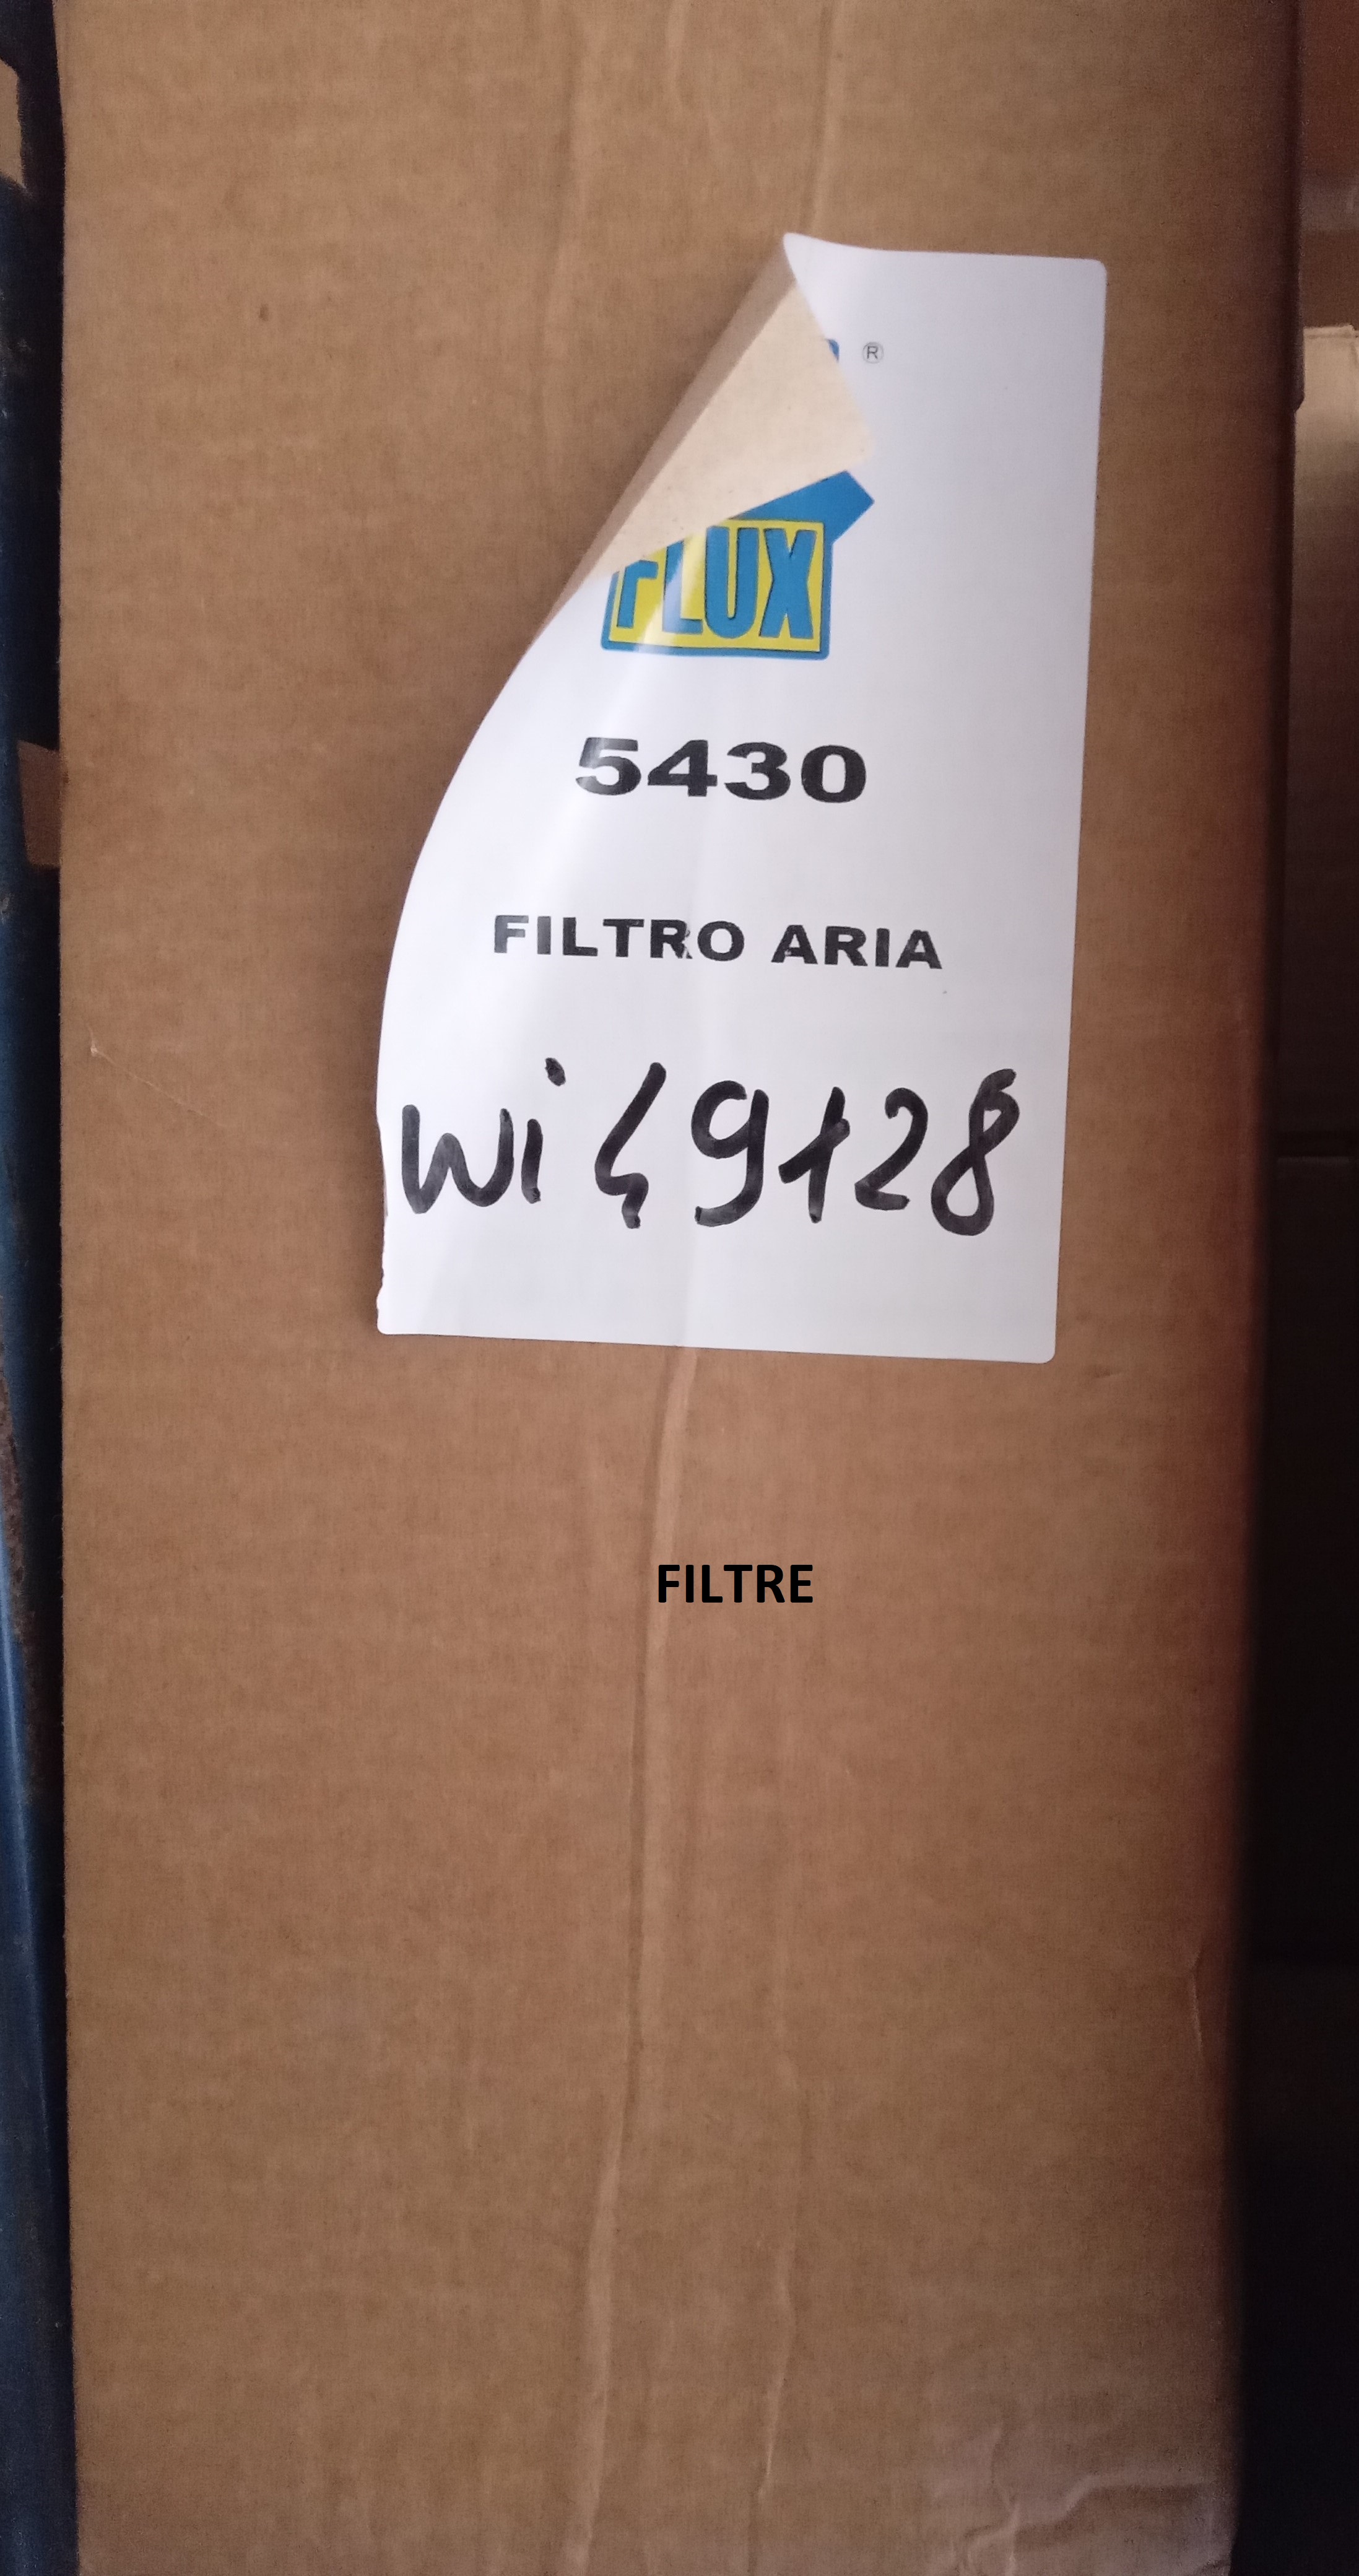 ®
FLUX
5430
FILTRO ARIA
Wi 49128
FILTRE